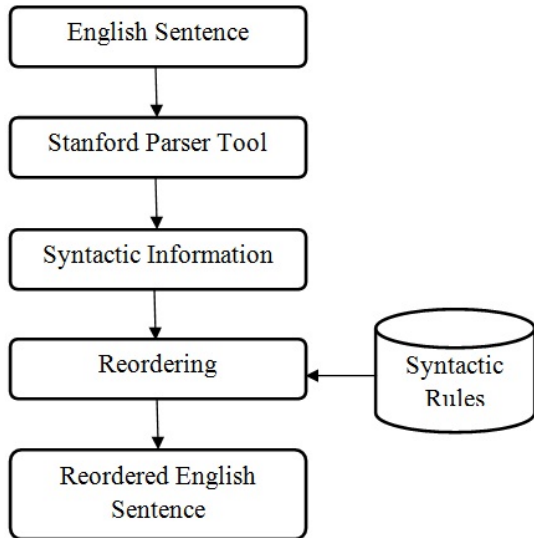 English Sentence
Stanford Parser Tool
Syntactic Information
Reordering
Syntactic
Rules
Reordered English
Sentence